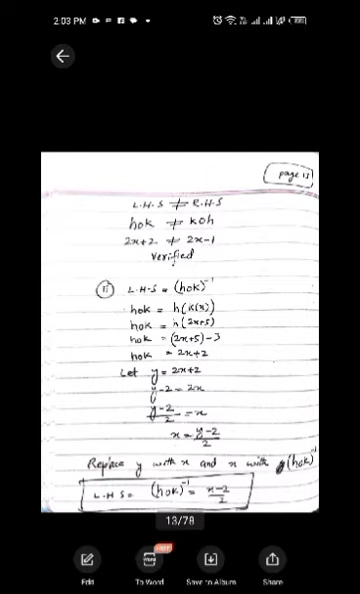 2:03 PM
page 13
L.H.S ≠ R.H.S
hok ≠ koh
2x+2 ≠ 2x-1
Verified
ii L.H.S = (hok)⁻¹
hok = h(k(x))
hok = h(2x+5)
hok = (2x+5)-3
hok = 2x+2
Let y = 2x+2
y-2 = 2x
y-2/2 = x
x = y-2/2
Replace y with x and x with (hok)⁻¹
L.H.S = (hok)⁻¹ = x-2/2
13/78
Edit To Word Save to Album Share